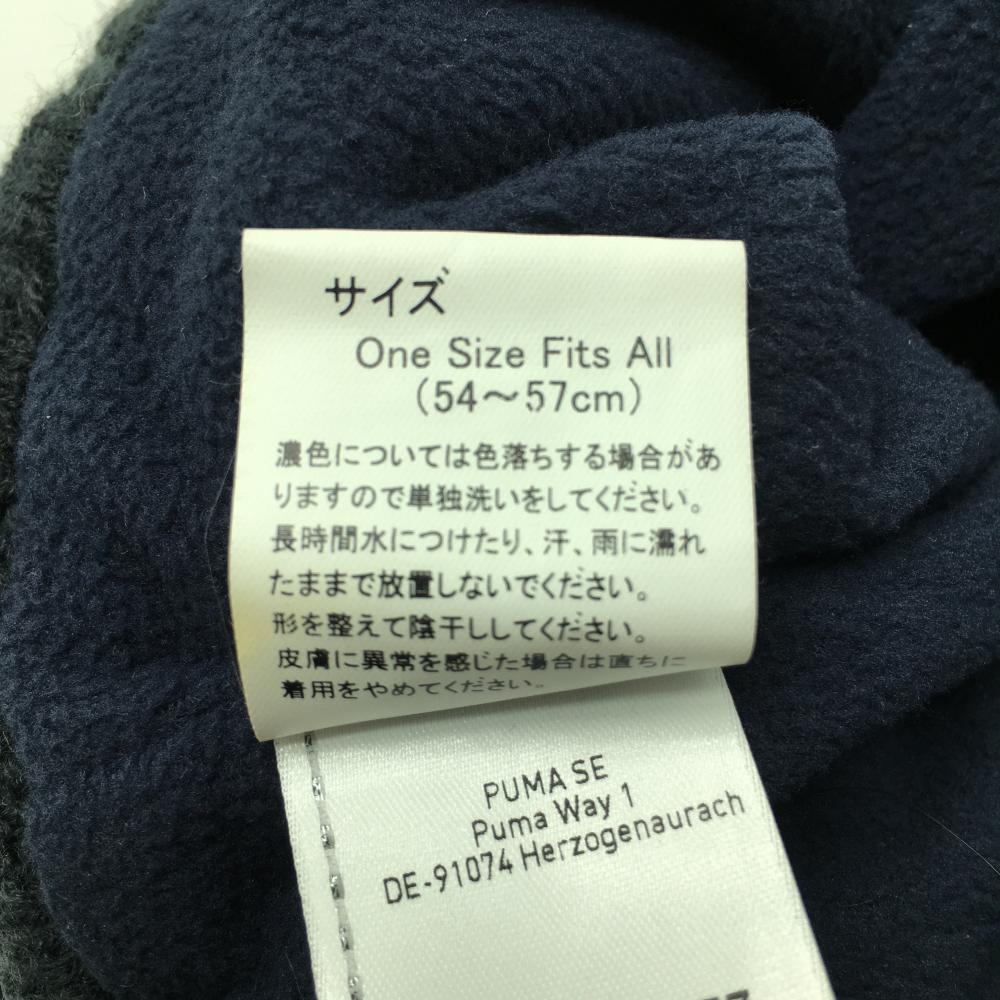 サイズ
One Size Fits All
(54～57cm)
濃色については色落ちする場合があ
りますので単独洗いをしてください。
長時間水につけたり、汗、雨に濡れ
たままで放置しないでください。
形を整えて陰干ししてください。
皮膚に異常を感じた場合は直ちに
着用をやめてください。
PUMA SE
Puma Way 1
DE-91074 Herzogenaurach